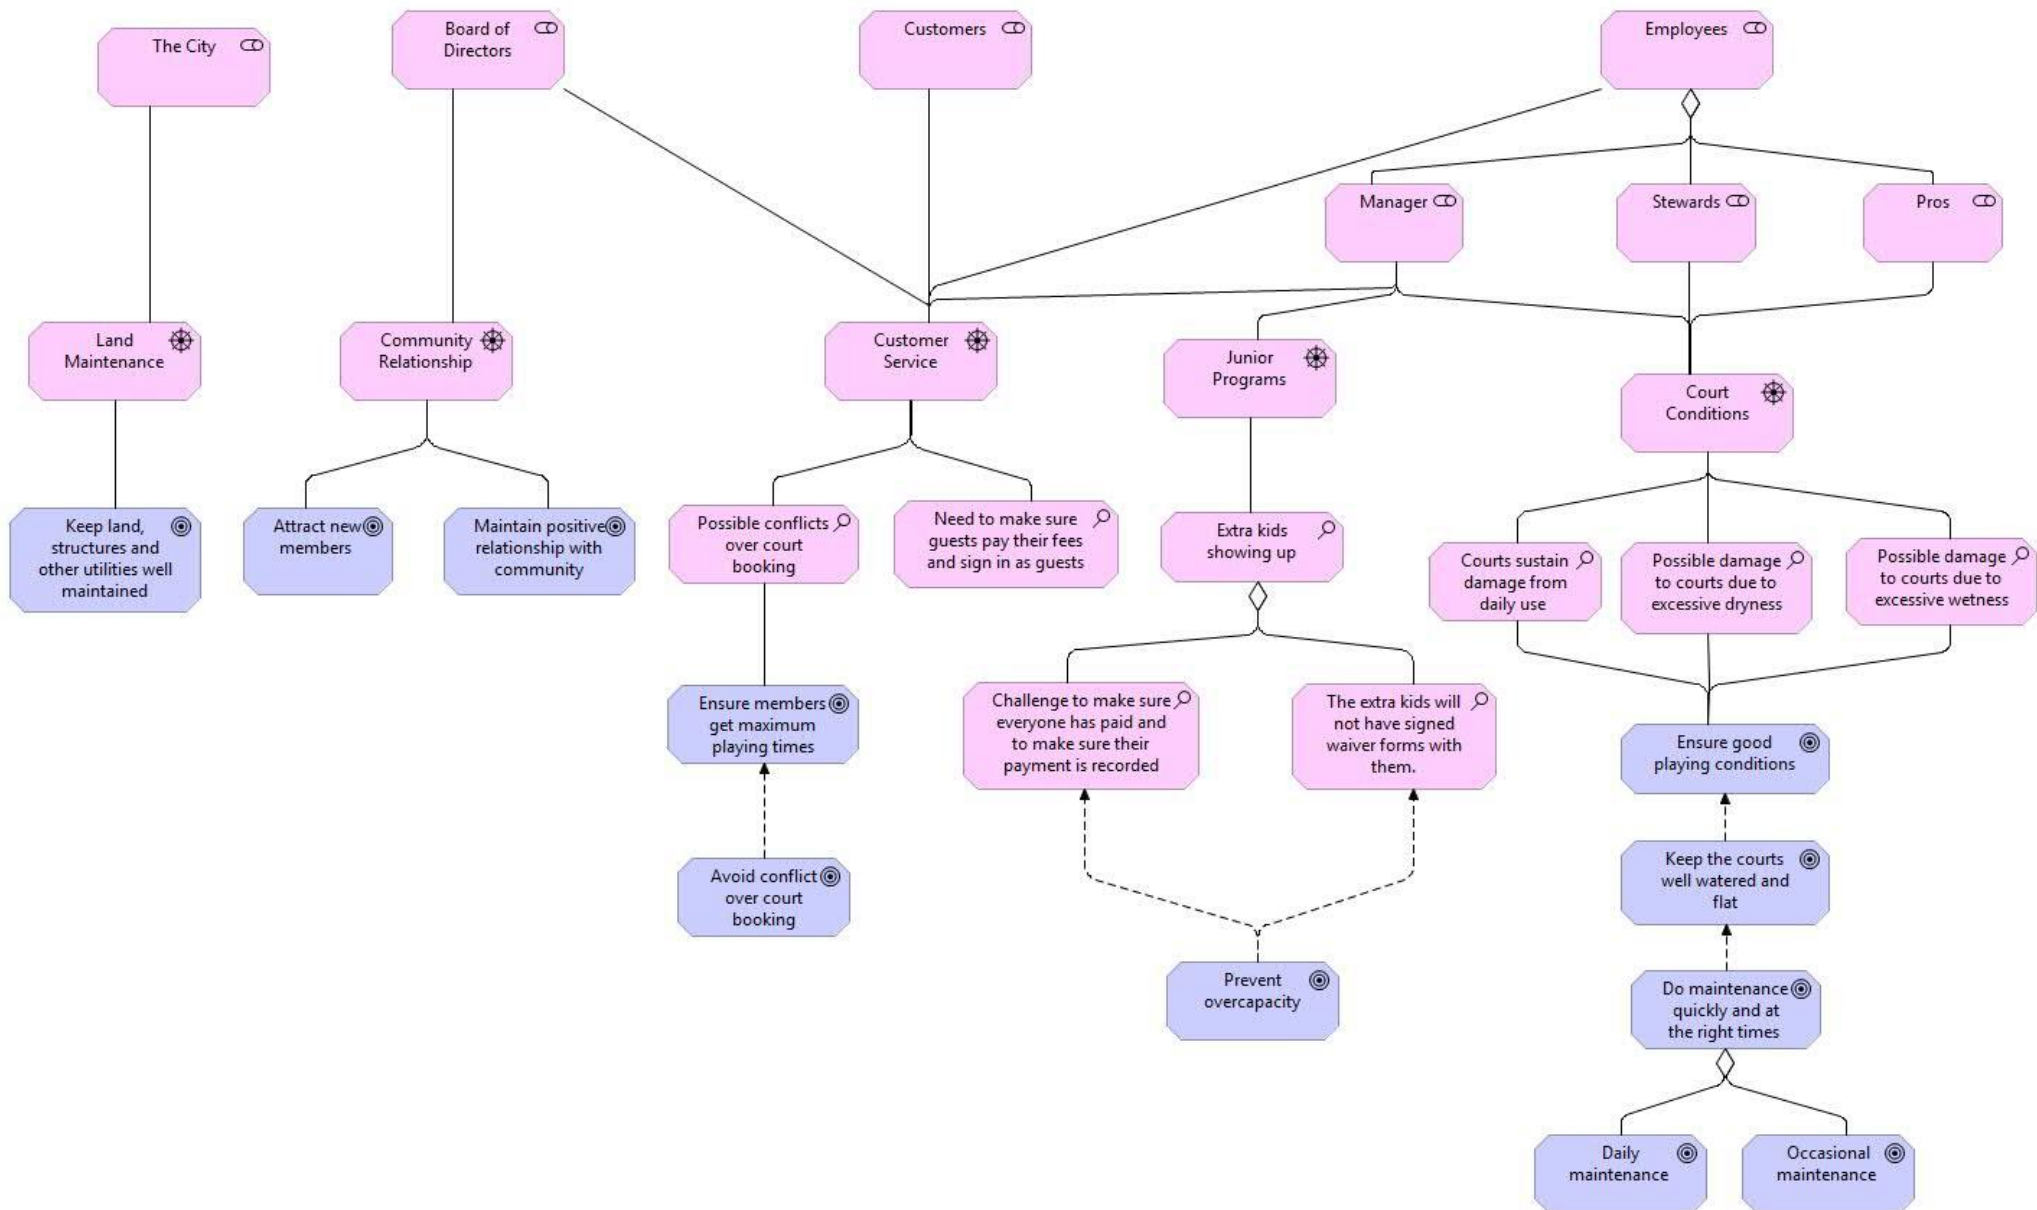 The City
Board of
Directors
Customers
Employees
Manager
Stewards
Pros
Land
Maintenance
Community
Relationship
Customer
Service
Junior
Programs
Court
Conditions
Keep land,
structures and
other utilities well
maintained
Attract new
members
Maintain positive
relationship with
community
Possible conflicts
over court
booking
Need to make sure
guests pay their fees
and sign in as guests
Extra kids
showing up
Courts sustain
damage from
daily use
Possible damage
to courts due to
excessive dryness
Possible damage
to courts due to
excessive wetness
Ensure members
get maximum
playing times
Challenge to make sure
everyone has paid and
to make sure their
payment is recorded
The extra kids will
not have signed
waiver forms with
them.
Ensure good
playing conditions
Avoid conflict
over court
booking
Keep the courts
well watered and
flat
Prevent
overcapacity
Do maintenance
quickly and at
the right times
Daily
maintenance
Occasional
maintenance